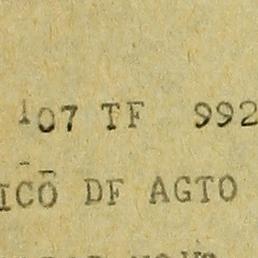 107 TF 992
ICO DF AGTO